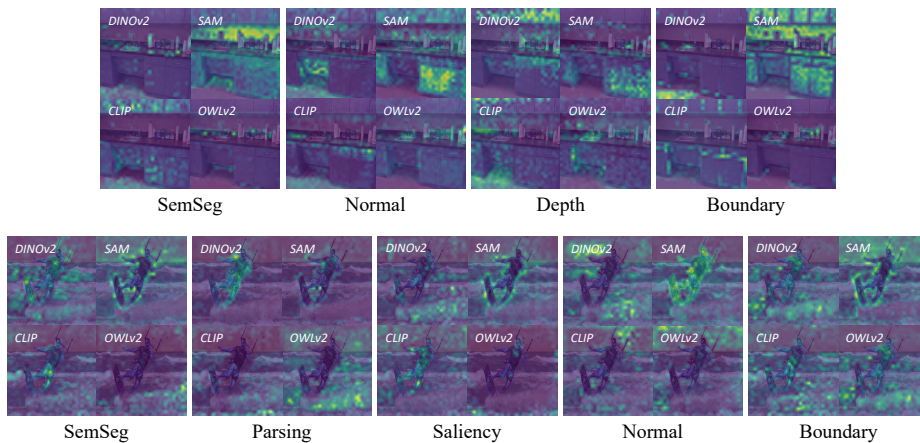 DINOv2 SAM DINOv2 SAM DINOv2 SAM DINOv2 SAM
CLIP OWLv2 CLIP OWLv2 CLIP OWLv2 CLIP OWLv2
SemSeg Normal Depth Boundary
DINOv2 SAM DINOv2 SAM DINOv2 SAM DINOv2 SAM DINOv2 SAM
CLIP OWLv2 CLIP OWLv2 CLIP OWLv2 CLIP OWLv2 CLIP OWLv2
SemSeg Parsing Saliency Normal Boundary